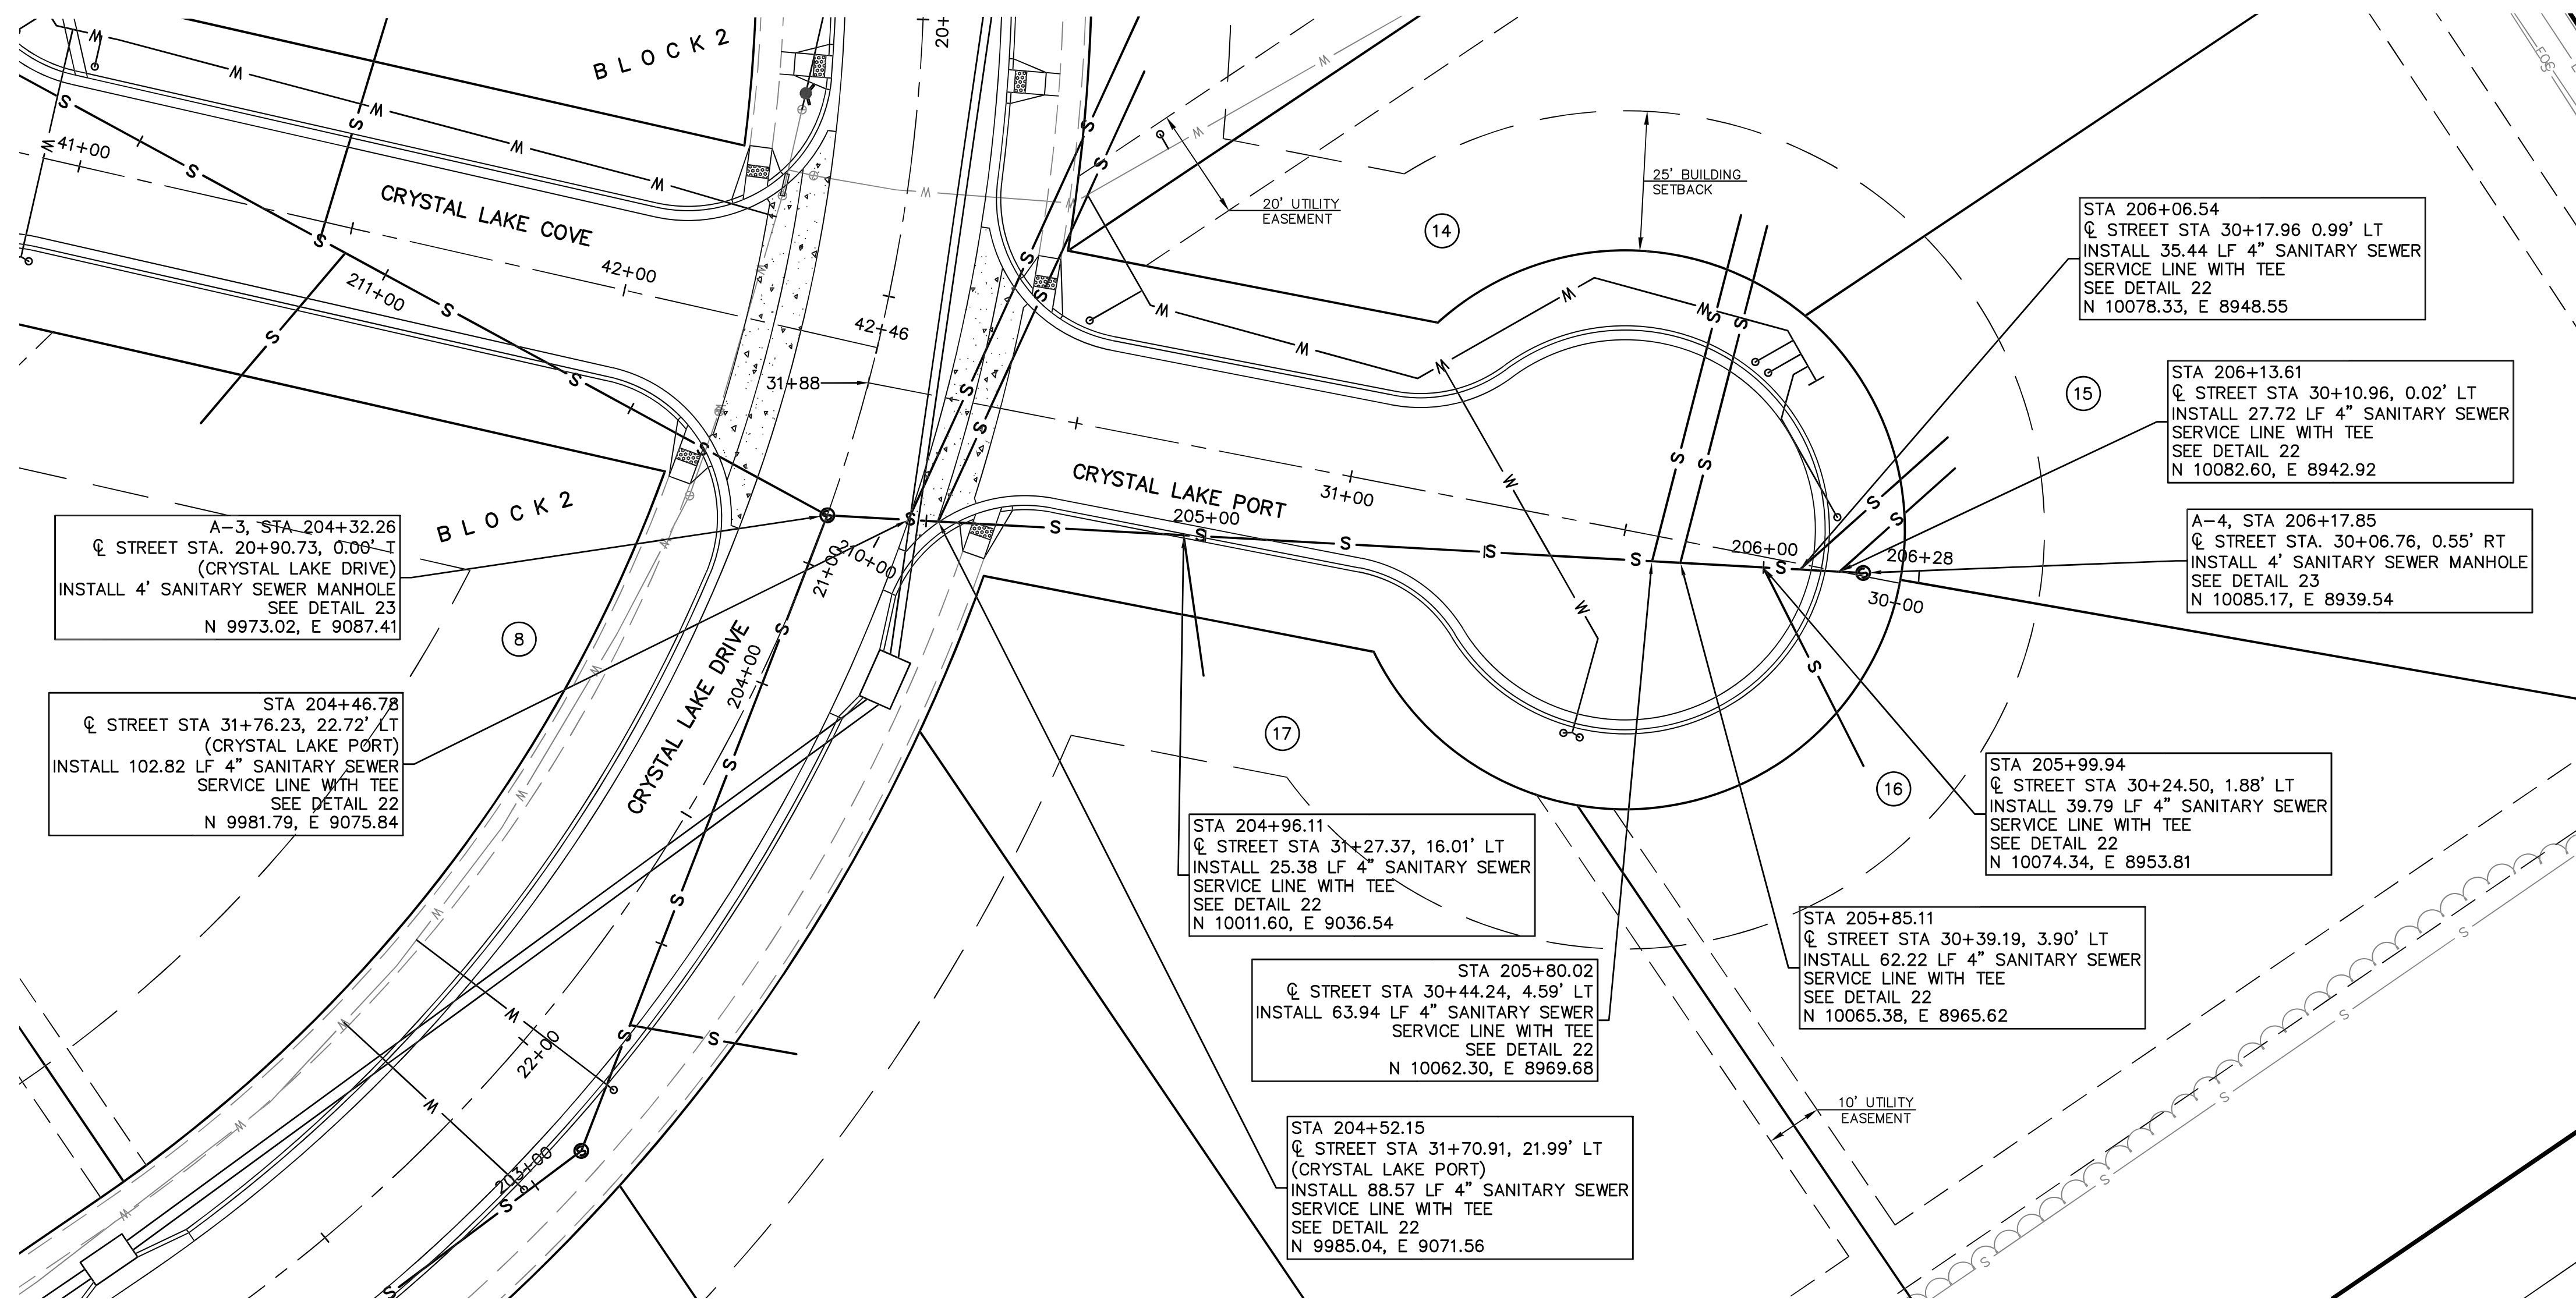 BLOCK 2
20+
41+00
CRYSTAL LAKE COVE
211+00
42+00
42+46
31+88
20' UTILITY
EASEMENT
25' BUILDING
SETBACK
14
15
STA 206+06.54
℄ STREET STA 30+17.96 0.99' LT
INSTALL 35.44 LF 4" SANITARY SEWER
SERVICE LINE WITH TEE
SEE DETAIL 22
N 10078.33, E 8948.55
STA 206+13.61
℄ STREET STA 30+10.96, 0.02' LT
INSTALL 27.72 LF 4" SANITARY SEWER
SERVICE LINE WITH TEE
SEE DETAIL 22
N 10082.60, E 8942.92
A-4, STA 206+17.85
℄ STREET STA. 30+06.76, 0.55' RT
INSTALL 4' SANITARY SEWER MANHOLE
SEE DETAIL 23
N 10085.17, E 8939.54
CRYSTAL LAKE PORT
31+00
205+00
206+00
206+28
30+00
BLOCK 2
A-3, STA 204+32.26
℄ STREET STA. 20+90.73, 0.00' T
(CRYSTAL LAKE DRIVE)
INSTALL 4' SANITARY SEWER MANHOLE
SEE DETAIL 23
N 9973.02, E 9087.41
210+00
21+00
8
CRYSTAL LAKE DRIVE
204+00
STA 204+46.78
℄ STREET STA 31+76.23, 22.72' LT
(CRYSTAL LAKE PORT)
INSTALL 102.82 LF 4" SANITARY SEWER
SERVICE LINE WITH TEE
SEE DETAIL 22
N 9981.79, E 9075.84
17
16
STA 204+96.11
℄ STREET STA 31+27.37, 16.01' LT
INSTALL 25.38 LF 4" SANITARY SEWER
SERVICE LINE WITH TEE
SEE DETAIL 22
N 10011.60, E 9036.54
STA 205+99.94
℄ STREET STA 30+24.50, 1.88' LT
INSTALL 39.79 LF 4" SANITARY SEWER
SERVICE LINE WITH TEE
SEE DETAIL 22
N 10074.34, E 8953.81
STA 205+80.02
℄ STREET STA 30+44.24, 4.59' LT
INSTALL 63.94 LF 4" SANITARY SEWER
SERVICE LINE WITH TEE
SEE DETAIL 22
N 10062.30, E 8969.68
STA 205+85.11
℄ STREET STA 30+39.19, 3.90' LT
INSTALL 62.22 LF 4" SANITARY SEWER
SERVICE LINE WITH TEE
SEE DETAIL 22
N 10065.38, E 8965.62
22+00
203+00
STA 204+52.15
℄ STREET STA 31+70.91, 21.99' LT
(CRYSTAL LAKE PORT)
INSTALL 88.57 LF 4" SANITARY SEWER
SERVICE LINE WITH TEE
SEE DETAIL 22
N 9985.04, E 9071.56
10' UTILITY
EASEMENT